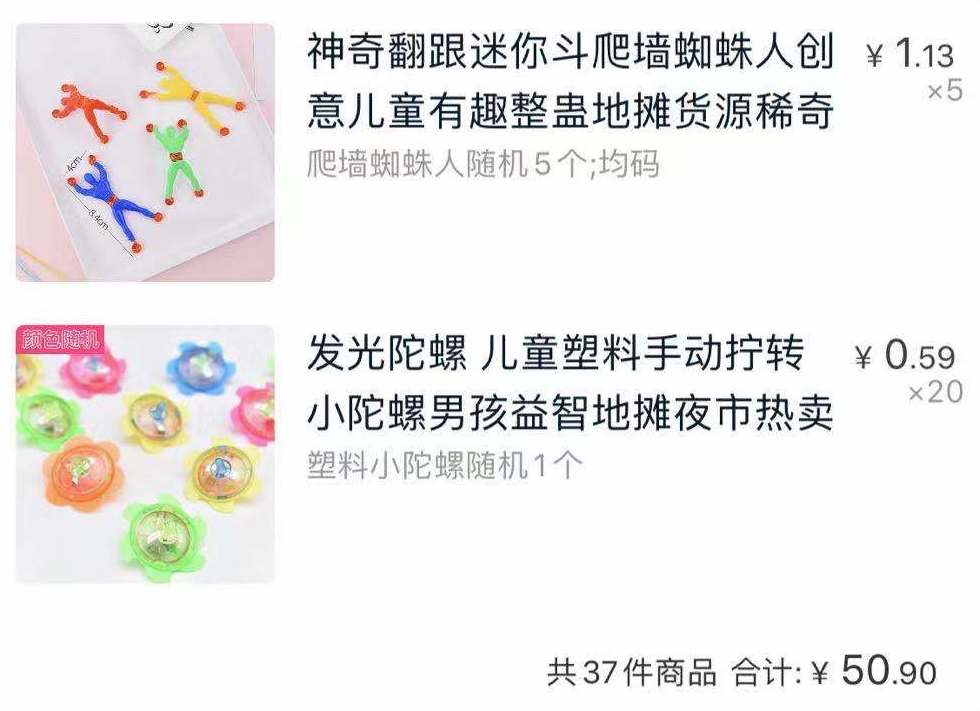 神奇翻跟迷你斗爬墙蜘蛛人创
意儿童有趣整蛊地摊货源稀奇
¥ 1.13
×5
爬墙蜘蛛人随机5个;均码
4cm
8.4cm
颜色随机
发光陀螺 儿童塑料手动拧转
小陀螺男孩益智地摊夜市热卖
¥ 0.59
×20
塑料小陀螺随机1个
共37件商品 合计:¥ 50.90